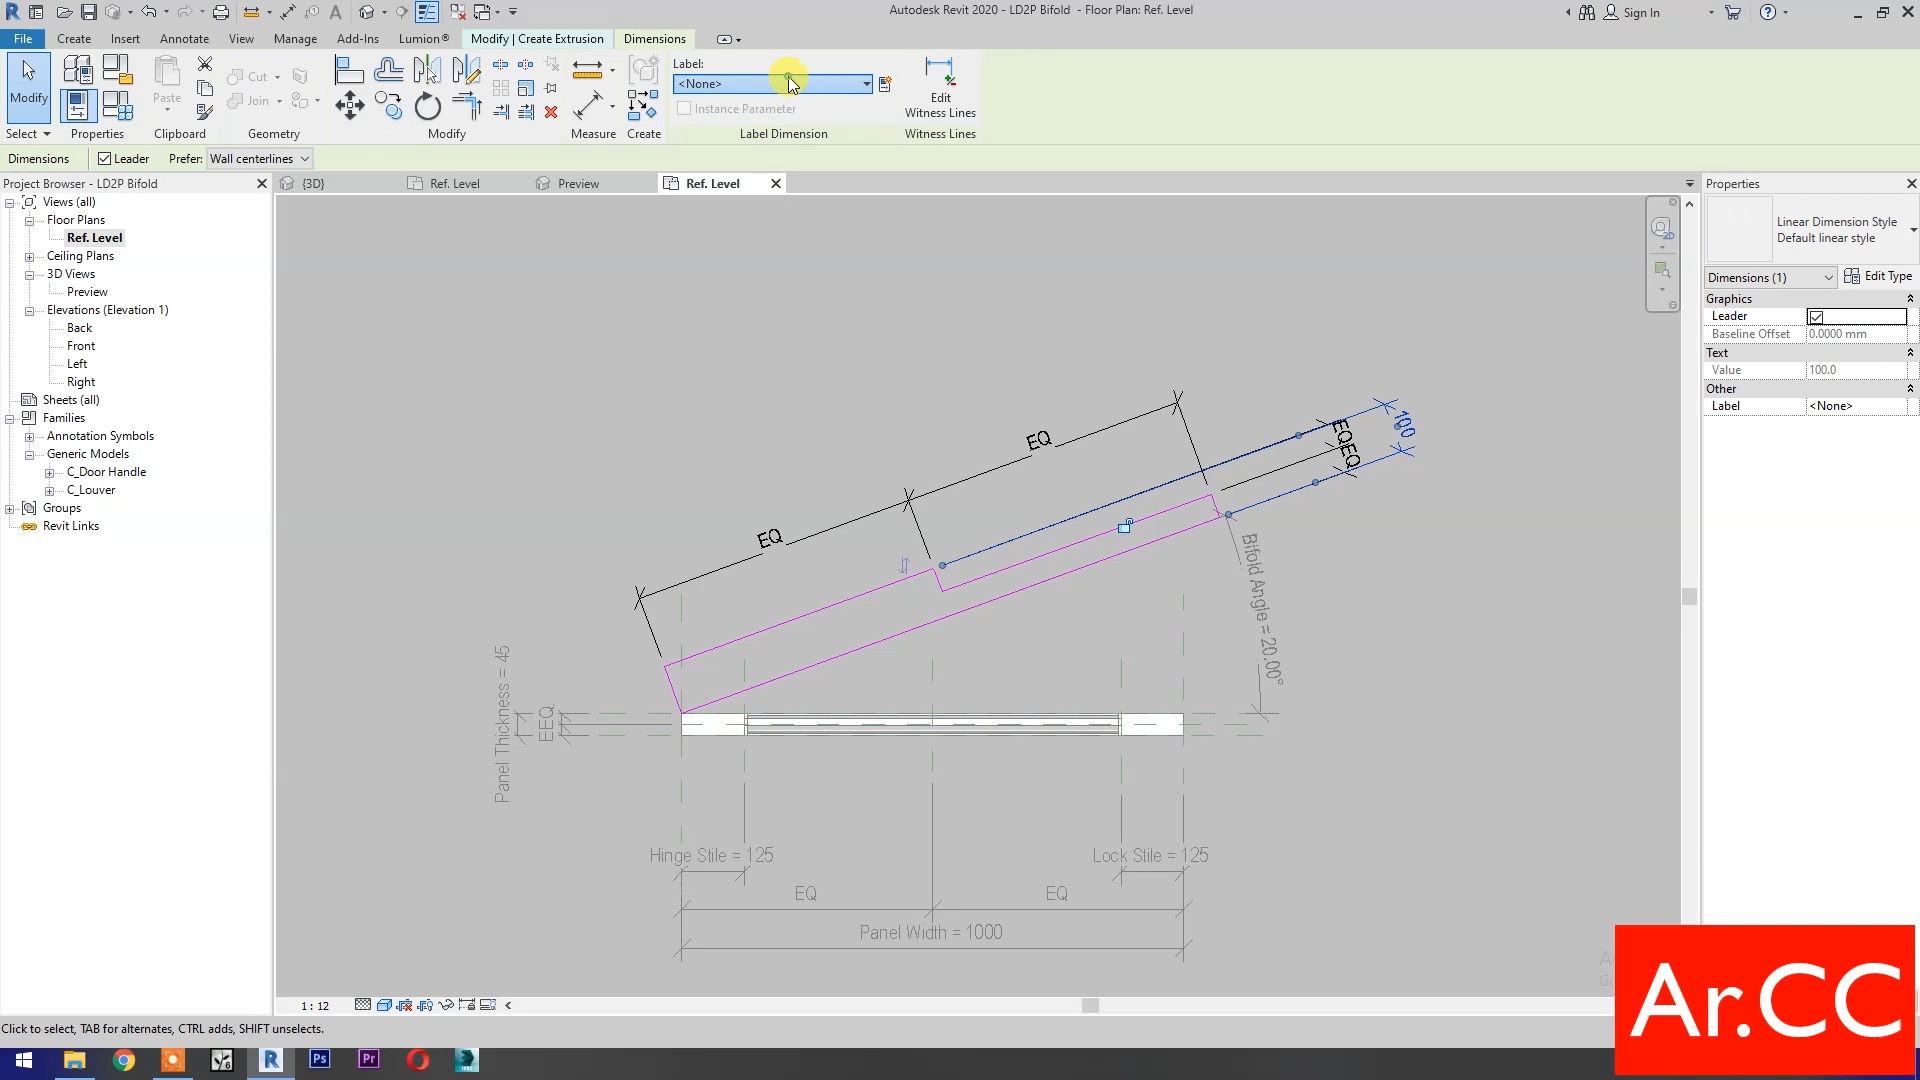 Autodesk Revit 2020 - LD2P Bifold - Floor Plan: Ref. Level
Sign In
File Create Insert Annotate View Manage Add-Ins Lumion® Modify | Create Extrusion Dimensions
Modify
Paste
Cut
Join
Label:
<None>
Instance Parameter
Edit
Witness Lines
Select Properties Clipboard Geometry Modify Measure Create Label Dimension Witness Lines
Dimensions Leader Prefer: Wall centerlines
Project Browser - LD2P Bifold
{3D} Ref. Level Preview Ref. Level
Properties
Views (all)
Floor Plans
Ref. Level
Ceiling Plans
3D Views
Preview
Elevations (Elevation 1)
Back
Front
Left
Right
Sheets (all)
Families
Annotation Symbols
Generic Models
C_Door Handle
C_Louver
Groups
Revit Links
Linear Dimension Style
Default linear style
Dimensions (1) Edit Type
Graphics
Leader
Baseline Offset 0.0000 mm
Text
Value 100.0
Other
Label <None>
2D
EQ
EQ
100
EQ
EQ
Bifold Angle = 20.00°
Panel Thickness = 45
Hinge Stile = 125
Lock Stile = 125
EQ
EQ
Panel Width = 1000
1 : 12
Click to select, TAB for alternates, CTRL adds, SHIFT unselects.
Ar.CC